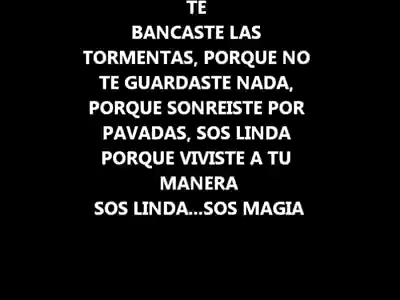 TE
BANCASTE LAS
TORMENTAS, PORQUE NO
TE GUARDASTE NADA,
PORQUE SONREISTE POR
PAVADAS, SOS LINDA
PORQUE VIVISTE A TU
MANERA
SOS LINDA...SOS MAGIA